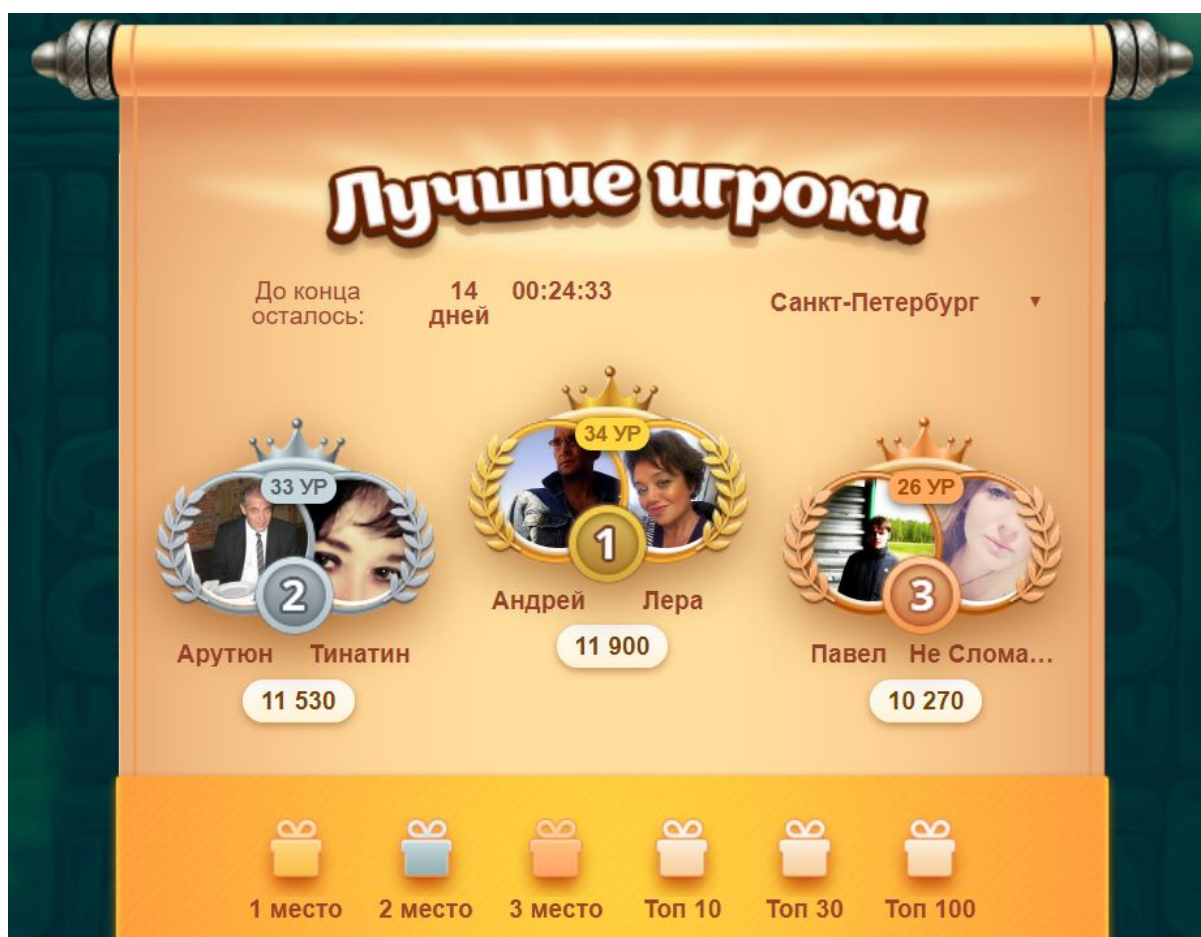 Лучшие игроки
До конца осталось:
14 дней
00:24:33
Санкт-Петербург ▼
34 УР
1
Андрей Лера
11 900
33 УР
2
Арутюн Тинатин
11 530
26 УР
3
Павел Не Слома...
10 270
1 место 2 место 3 место Топ 10 Топ 30 Топ 100